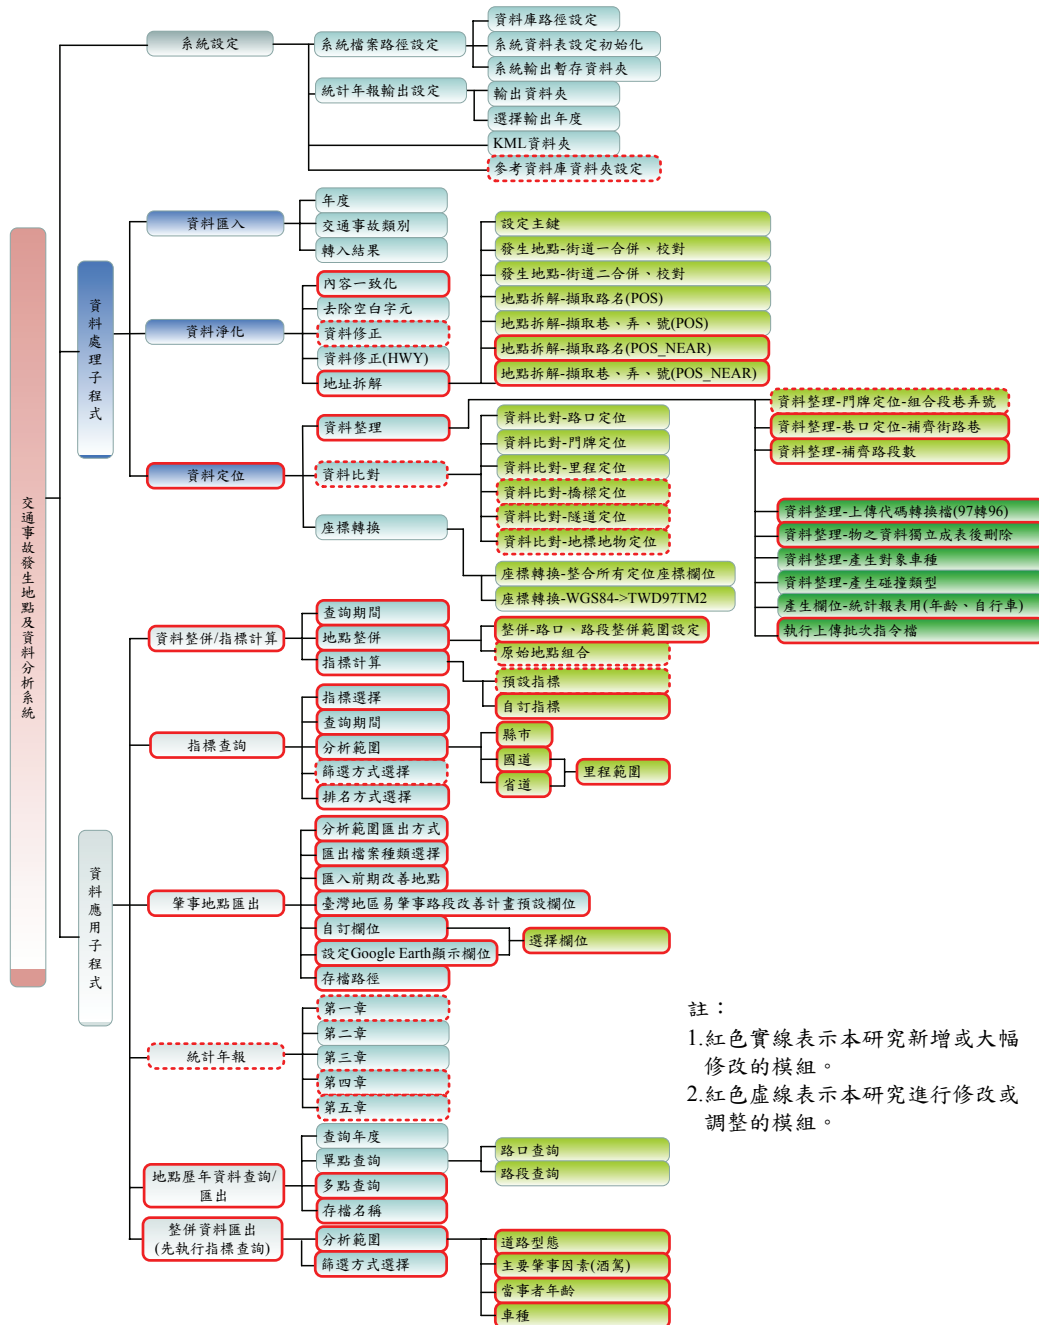 交通事故發生地點及資料分析系統
系統設定
系統檔案路徑設定
資料庫路徑設定
系統資料表設定初始化
系統輸出暫存資料夾
統計年報輸出設定
輸出資料夾
選擇輸出年度
KML資料夾
參考資料庫資料夾設定
資料處理子程式
資料匯入
年度
交通事故類別
轉入結果
資料淨化
內容一致化
去除空白字元
資料修正
資料修正(HWY)
地址拆解
設定主鍵
發生地點-街道一合併、校對
發生地點-街道二合併、校對
地點拆解-擷取路名(POS)
地點拆解-擷取巷、弄、號(POS)
地點拆解-擷取路名(POS_NEAR)
地點拆解-擷取巷、弄、號(POS_NEAR)
資料定位
資料整理
資料整理-門牌定位-組合段巷弄號
資料整理-巷口定位-補齊街路巷
資料整理-補齊路段數
資料整理-上傳代碼轉換檔(97轉96)
資料整理-物之資料獨立成表後刪除
資料整理-產生對象車種
資料整理-產生碰撞類型
產生欄位-統計報表用(年齡、自行車)
執行上傳批次指令檔
資料比對
資料比對-路口定位
資料比對-門牌定位
資料比對-里程定位
資料比對-橋樑定位
資料比對-隧道定位
資料比對-地標地物定位
座標轉換
座標轉換-整合所有定位座標欄位
座標轉換-WGS84->TWD97TM2
資料應用子程式
資料整併/指標計算
查詢期間
地點整併
整併-路口、路段整併範圍設定
原始地點組合
指標計算
預設指標
自訂指標
指標查詢
指標選擇
查詢期間
分析範圍
縣市
國道
省道
里程範圍
篩選方式選擇
排名方式選擇
肇事地點匯出
分析範圍匯出方式
匯出檔案種類選擇
匯入前期改善地點
臺灣地區易肇事路段改善計畫預設欄位
自訂欄位
設定Google Earth顯示欄位
選擇欄位
存檔路徑
統計年報
第一章
第二章
第三章
第四章
第五章
地點歷年資料查詢/
匯出
查詢年度
單點查詢
路口查詢
路段查詢
多點查詢
存檔名稱
整併資料匯出
(先執行指標查詢)
分析範圍
道路型態
主要肇事因素(酒駕)
當事者年齡
車種
篩選方式選擇
註：
1.紅色實線表示本研究新增或大幅
修改的模組。
2.紅色虛線表示本研究進行修改或
調整的模組。